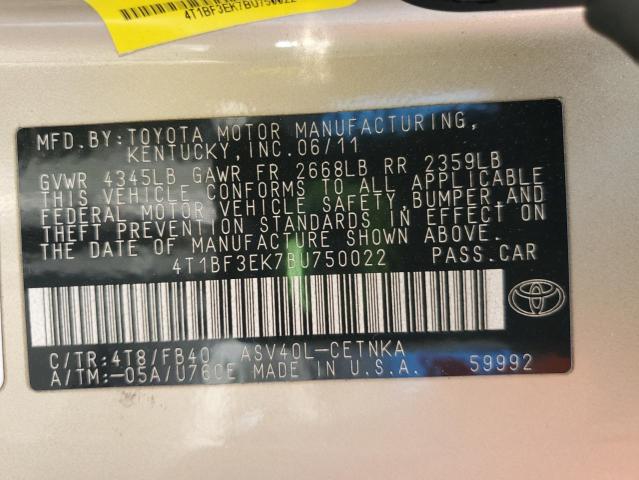 4T1BF3EK7BU750022
MFD. BY: TOYOTA MOTOR MANUFACTURING,
KENTUCKY, INC. 06/11
GVWR 4345LB GAWR FR 2668LB RR 2359LB
THIS VEHICLE CONFORMS TO ALL APPLICABLE
FEDERAL MOTOR VEHICLE SAFETY, BUMPER, AND
THEFT PREVENTION STANDARDS IN EFFECT ON
THE DATE OF MANUFACTURE SHOWN ABOVE.
4T1BF3EK7BU750022 PASS. CAR
C/TR: 4T8/FB40 ASV40L-CETNKA
A/TM: -05A/U760E MADE IN U.S.A. 59992